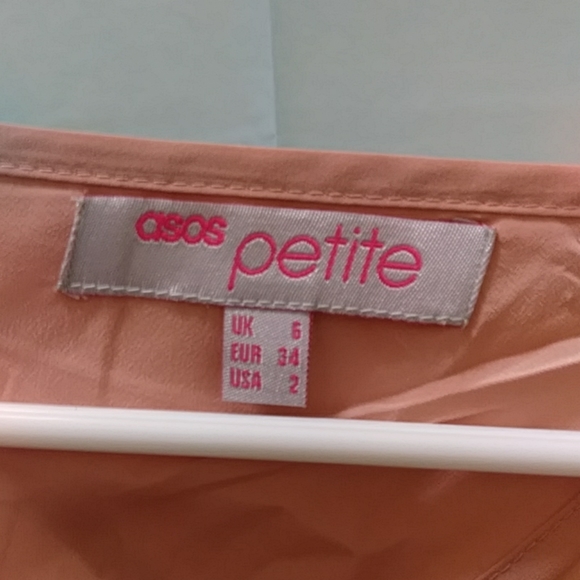 asos petite
UK 6
EUR 34
USA 2